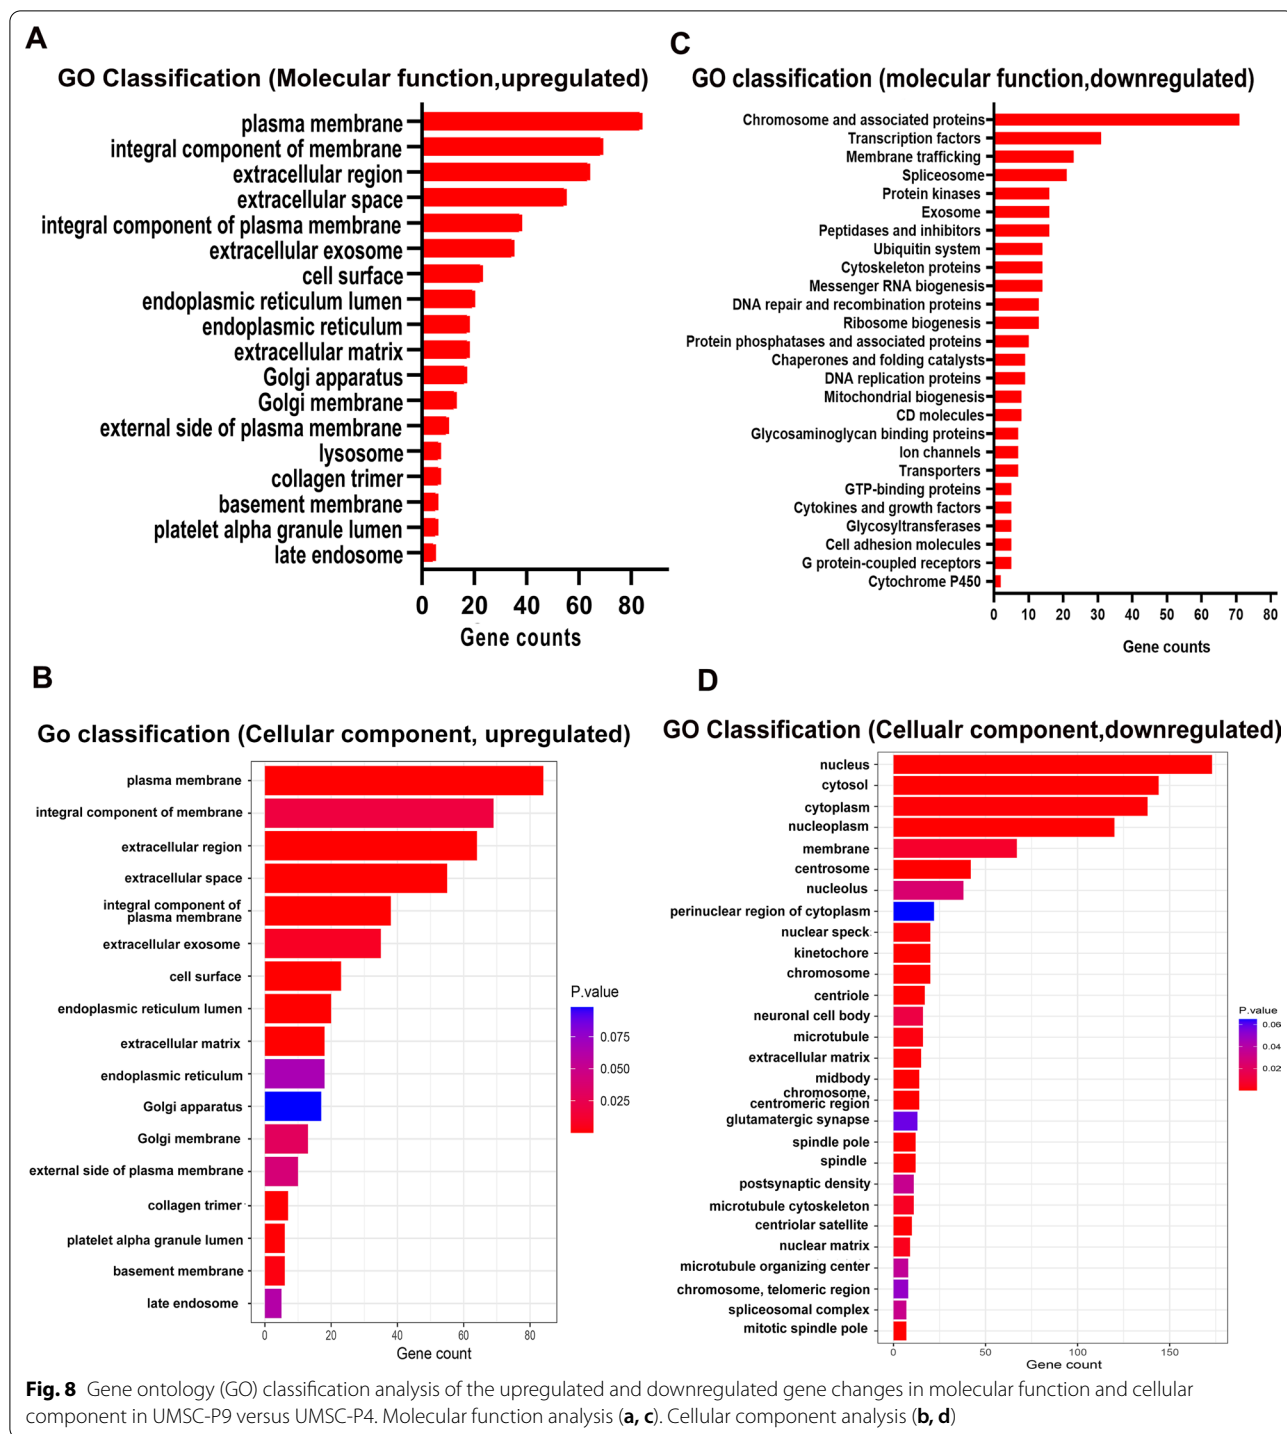 A
GO Classification (Molecular function,upregulated)
plasma membrane
integral component of membrane
extracellular region
extracellular space
integral component of plasma membrane
extracellular exosome
cell surface
endoplasmic reticulum lumen
endoplasmic reticulum
extracellular matrix
Golgi apparatus
Golgi membrane
external side of plasma membrane
lysosome
collagen trimer
basement membrane
platelet alpha granule lumen
late endosome
0 20 40 60 80
Gene counts
C
GO classification (molecular function,downregulated)
Chromosome and associated proteins
Transcription factors
Membrane trafficking
Spliceosome
Protein kinases
Exosome
Peptidases and inhibitors
Ubiquitin system
Cytoskeleton proteins
Messenger RNA biogenesis
DNA repair and recombination proteins
Ribosome biogenesis
Protein phosphatases and associated proteins
Chaperones and folding catalysts
DNA replication proteins
Mitochondrial biogenesis
CD molecules
Glycosaminoglycan binding proteins
Ion channels
Transporters
GTP-binding proteins
Cytokines and growth factors
Glycosyltransferases
Cell adhesion molecules
G protein-coupled receptors
Cytochrome P450
0 10 20 30 40 50 60 70 80
Gene counts
B
Go classification (Cellular component, upregulated)
plasma membrane
integral component of membrane
extracellular region
extracellular space
integral component of
plasma membrane
extracellular exosome
cell surface
endoplasmic reticulum lumen
extracellular matrix
endoplasmic reticulum
Golgi apparatus
Golgi membrane
external side of plasma membrane
collagen trimer
platelet alpha granule lumen
basement membrane
late endosome
0 20 40 60 80
Gene count
P.value
0.075
0.050
0.025
D
GO Classification (Cellualr component,downregulated)
nucleus
cytosol
cytoplasm
nucleoplasm
membrane
centrosome
nucleolus
perinuclear region of cytoplasm
nuclear speck
kinetochore
chromosome
centriole
neuronal cell body
microtubule
extracellular matrix
midbody
chromosome,
centromeric region
glutamatergic synapse
spindle pole
spindle
postsynaptic density
microtubule cytoskeleton
centriolar satellite
nuclear matrix
microtubule organizing center
chromosome, telomeric region
spliceosomal complex
mitotic spindle pole
0 50 100 150
Gene count
P.value
0.06
0.04
0.02
Fig. 8 Gene ontology (GO) classification analysis of the upregulated and downregulated gene changes in molecular function and cellular
component in UMSC-P9 versus UMSC-P4. Molecular function analysis (a, c). Cellular component analysis (b, d)